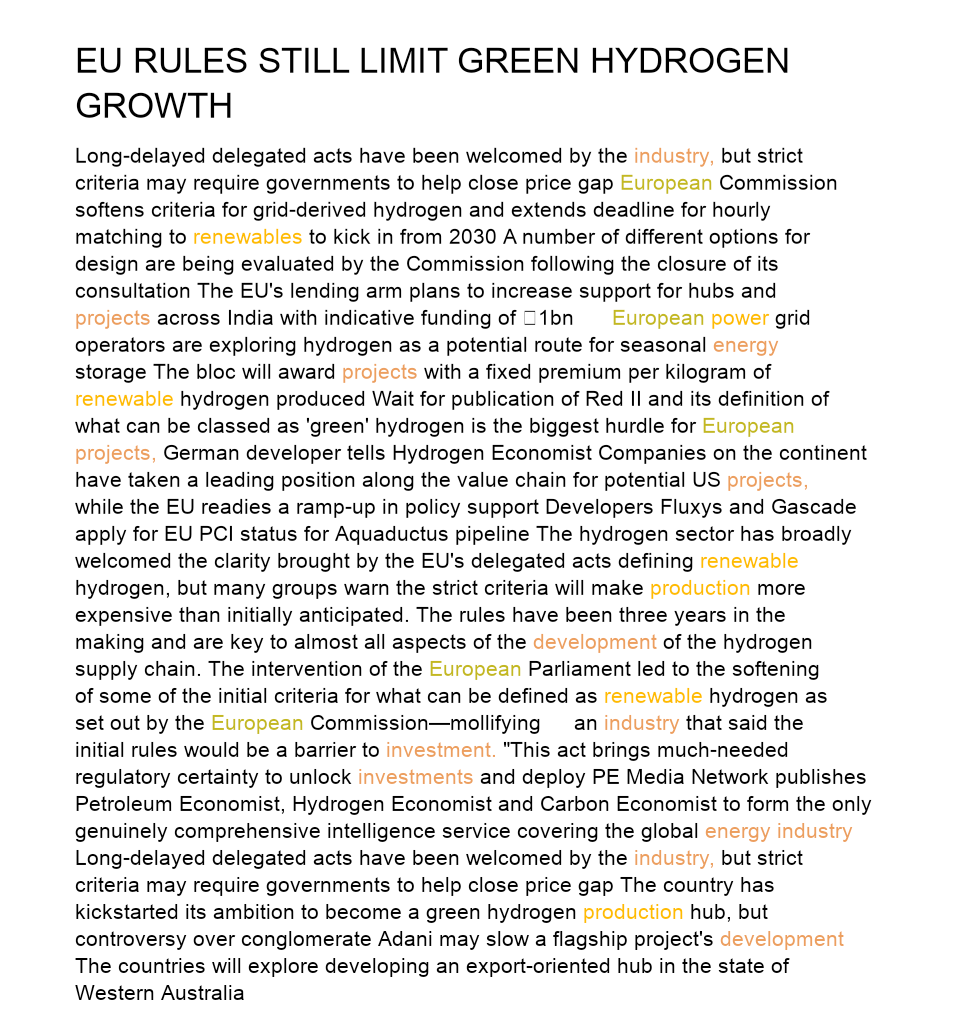 EU RULES STILL LIMIT GREEN HYDROGEN
GROWTH
Long-delayed delegated acts have been welcomed by the industry, but strict
criteria may require governments to help close price gap European Commission
softens criteria for grid-derived hydrogen and extends deadline for hourly
matching to renewables to kick in from 2030 A number of different options for
design are being evaluated by the Commission following the closure of its
consultation The EU's lending arm plans to increase support for hubs and
projects across India with indicative funding of 1bn European power grid
operators are exploring hydrogen as a potential route for seasonal energy
storage The bloc will award projects with a fixed premium per kilogram of
renewable hydrogen produced Wait for publication of Red II and its definition of
what can be classed as 'green' hydrogen is the biggest hurdle for European
projects, German developer tells Hydrogen Economist Companies on the continent
have taken a leading position along the value chain for potential US projects,
while the EU readies a ramp-up in policy support Developers Fluxys and Gascade
apply for EU PCI status for Aquaductus pipeline The hydrogen sector has broadly
welcomed the clarity brought by the EU's delegated acts defining renewable
hydrogen, but many groups warn the strict criteria will make production more
expensive than initially anticipated. The rules have been three years in the
making and are key to almost all aspects of the development of the hydrogen
supply chain. The intervention of the European Parliament led to the softening
of some of the initial criteria for what can be defined as renewable hydrogen as
set out by the European Commission—mollifying an industry that said the
initial rules would be a barrier to investment. "This act brings much-needed
regulatory certainty to unlock investments and deploy PE Media Network publishes
Petroleum Economist, Hydrogen Economist and Carbon Economist to form the only
genuinely comprehensive intelligence service covering the global energy industry
Long-delayed delegated acts have been welcomed by the industry, but strict
criteria may require governments to help close price gap The country has
kickstarted its ambition to become a green hydrogen production hub, but
controversy over conglomerate Adani may slow a flagship project's development
The countries will explore developing an export-oriented hub in the state of
Western Australia